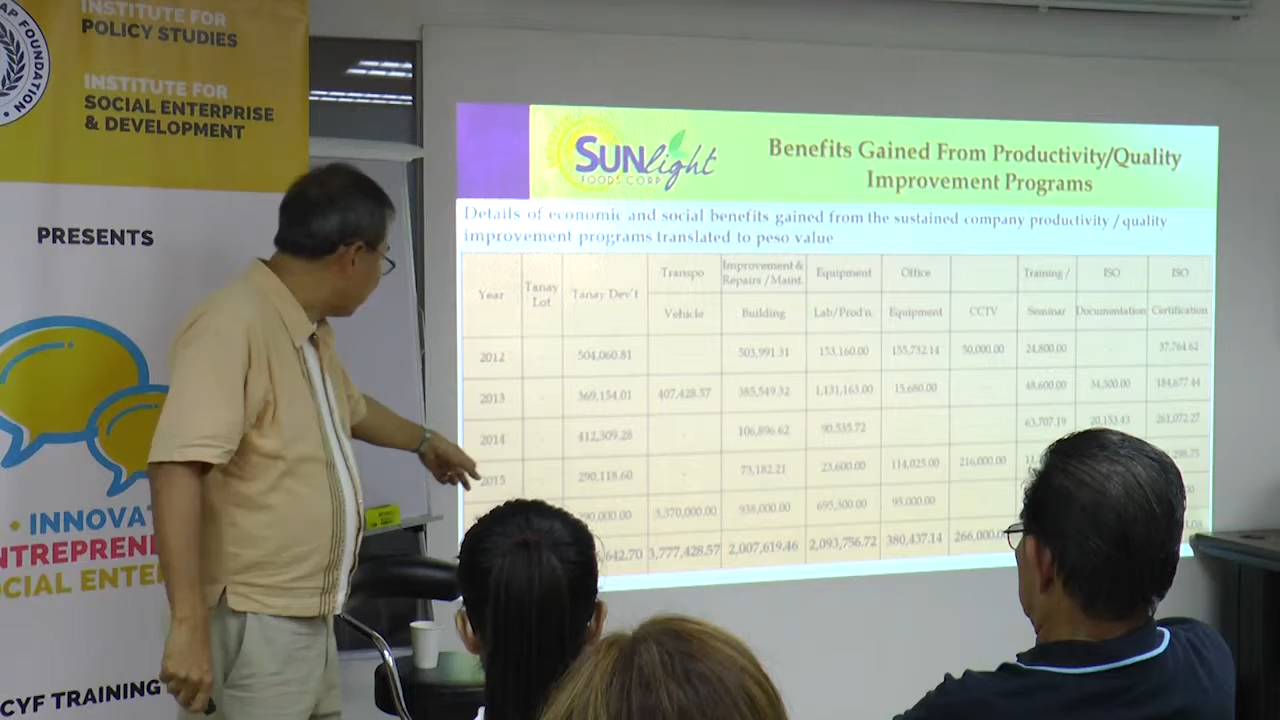 AP FOUNDATION
INSTITUTE FOR
POLICY STUDIES
INSTITUTE FOR
SOCIAL ENTERPRISE
& DEVELOPMENT
PRESENTS
• INNOVAT
ENTREPREN
SOCIAL ENTE
CYF TRAINING
SUNlight
FOODS CORP
Benefits Gained From Productivity/Quality
Improvement Programs
Details of economic and social benefits gained from the sustained company productivity / quality
improvement programs translated to peso value
Year Tanay Lot Tanay Dev't Transpo Vehicle Improvement & Repairs /Maint. Building Equipment Lab/Prod'n. Office Equipment CCTV Training / Seminar ISO Documentation ISO Certification
2012 504,060.81 503,991.31 153,160.00 155,732.14 50,000.00 24,800.00 - 37,764.62
2013 369,154.01 407,428.57 385,549.32 1,131,163.00 15,680.00 48,600.00 34,300.00 184,677.44
2014 412,309.28 106,896.62 90,535.72 63,707.19 20,153.43 261,072.27
2015 290,118.60 - 73,182.21 23,600.00 114,025.00 216,000.00
3,370,000.00 938,000.00 695,300.00 95,000.00
642.70 3,777,428.57 2,007,619.46 2,093,756.72 380,437.14 266,000.0